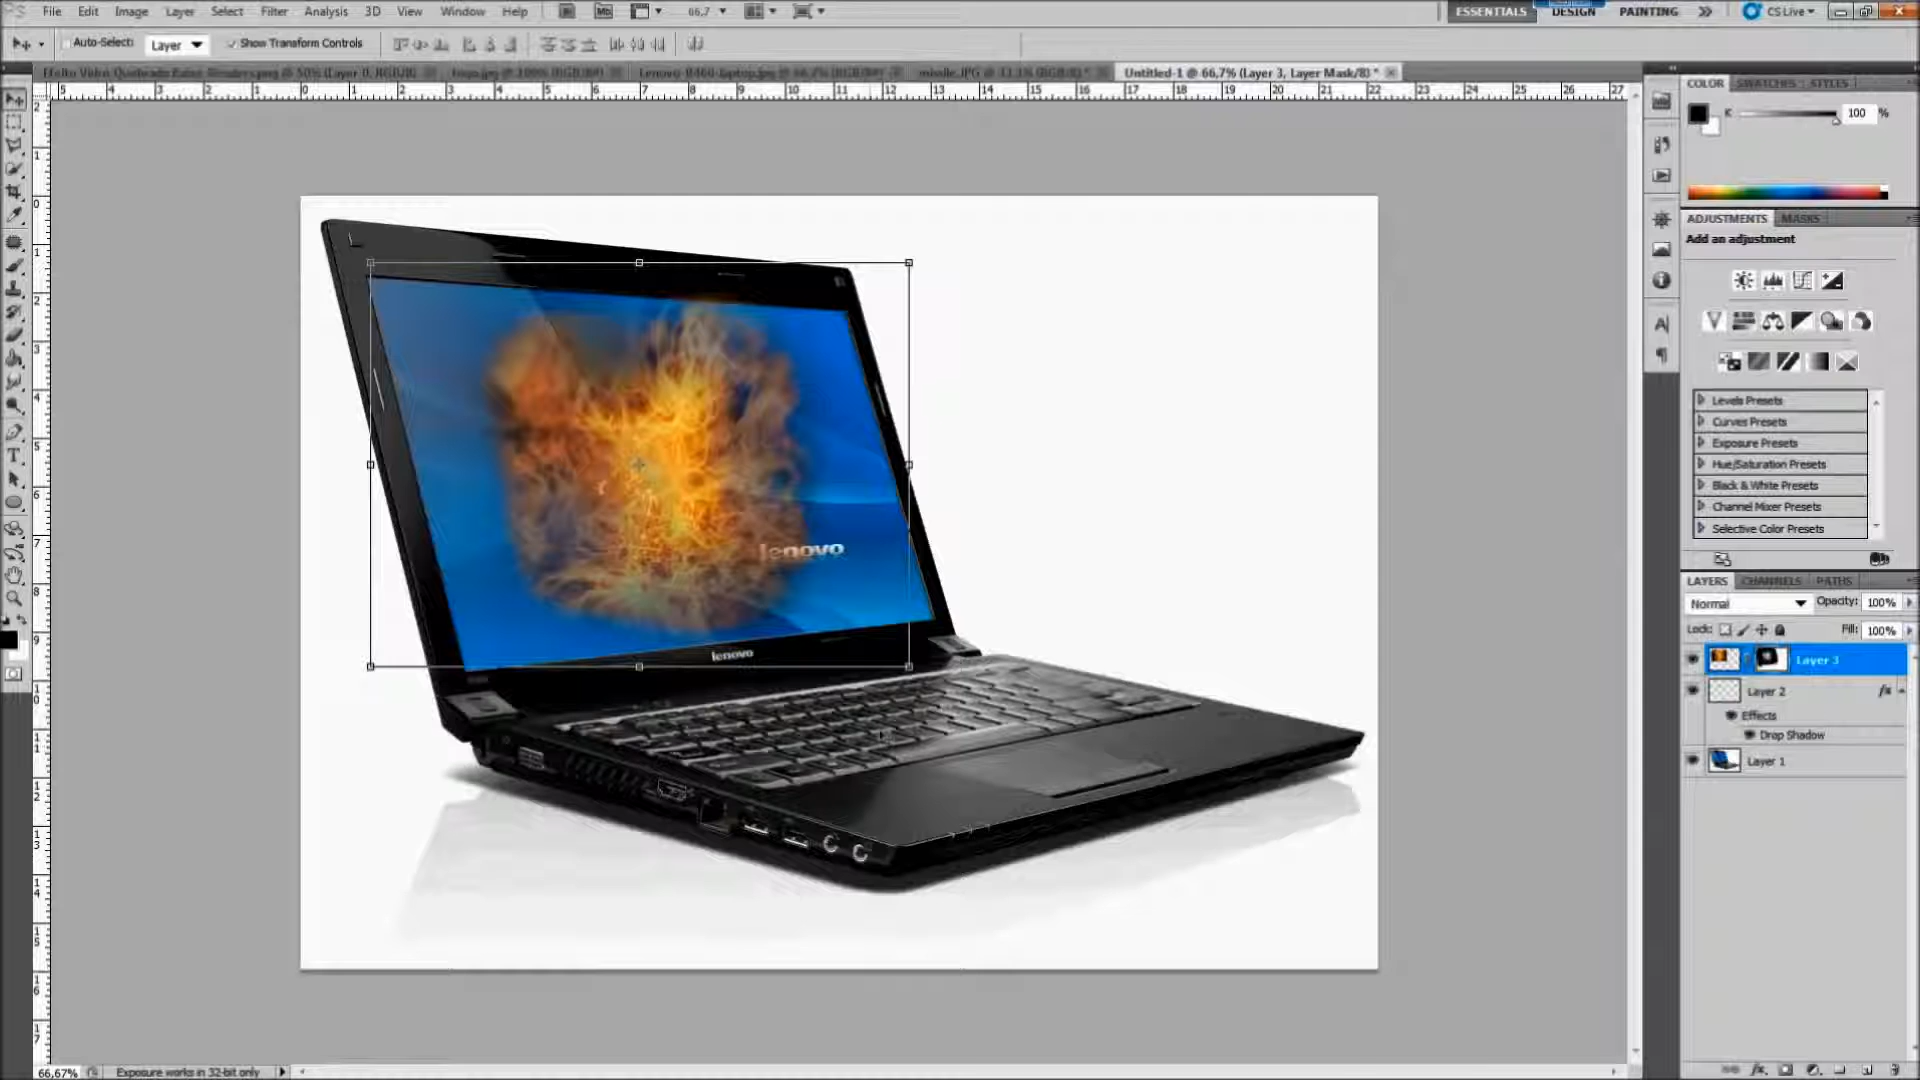 File Edit Image Layer Select Filter Analysis 3D View Window Help Mb 66,7 ESSENTIALS DESIGN PAINTING CS Live
Auto-Select: Layer Show Transform Controls
Untitled-1 @ 66,7% (Layer 3, Layer Mask/8) *
COLOR SWATCHES STYLES
K 100 %
ADJUSTMENTS MASKS
Add an adjustment
Levels Presets
Curves Presets
Exposure Presets
Hue/Saturation Presets
Black & White Presets
Channel Mixer Presets
Selective Color Presets
lenovo
lenovo
LAYERS CHANNELS PATHS
Normal Opacity: 100%
Lock: Fill: 100%
Layer 3
Layer 2 fx
Effects
Drop Shadow
Layer 1
66,67% Exposure works in 32-bit only